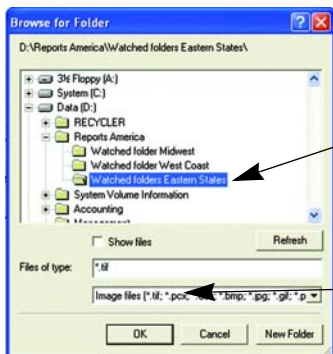 Browse for Folder
D:\Reports America\Watched folders Eastern States\
3½ Floppy (A:)
System (C:)
Data (D:)
RECYCLER
Reports America
Watched folder Midwest
Watched folder West Coast
Watched folders Eastern States
System Volume Information
Accounting
Show files
Refresh
Files of type:
*.tif
Image files (*.tif; *.pcx; *.bmp; *.jpg; *.gif; *.p
OK
Cancel
New Folder